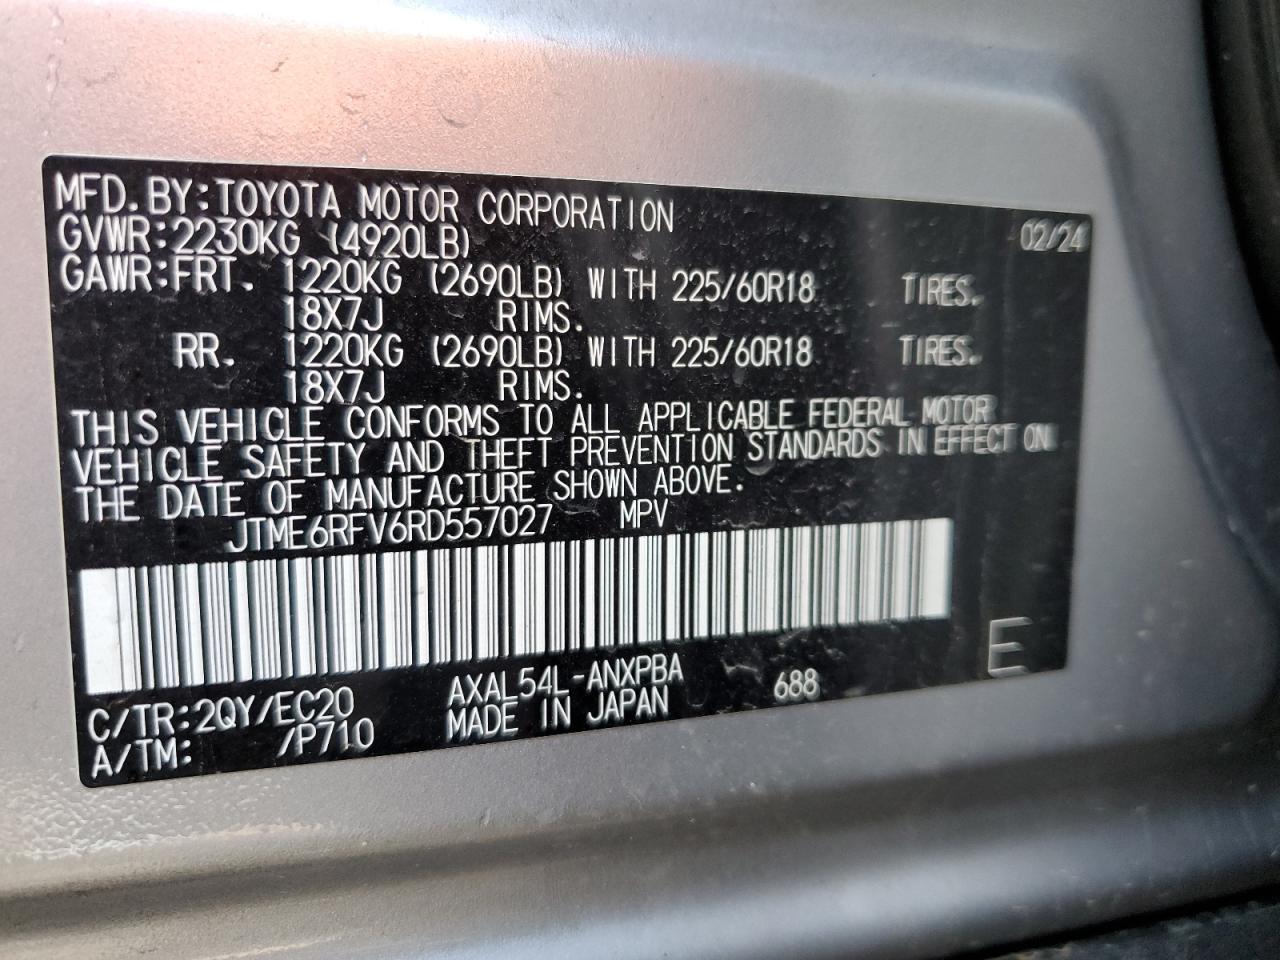 MFD. BY: TOYOTA MOTOR CORPORATION 02/24
GVWR: 2230KG (4920LB)
GAWR: FRT. 1220KG (2690LB) WITH 225/60R18 TIRES.
18X7J RIMS.
RR. 1220KG (2690LB) WITH 225/60R18 TIRES.
18X7J RIMS.
THIS VEHICLE CONFORMS TO ALL APPLICABLE FEDERAL MOTOR
VEHICLE SAFETY AND THEFT PREVENTION STANDARDS IN EFFECT ON
THE DATE OF MANUFACTURE SHOWN ABOVE.
JTME6RFV6RD557027 MPV
C/TR: 2QY/EC20 AXAL54L-ANXPBA 688 E
A/TM: /P710 MADE IN JAPAN